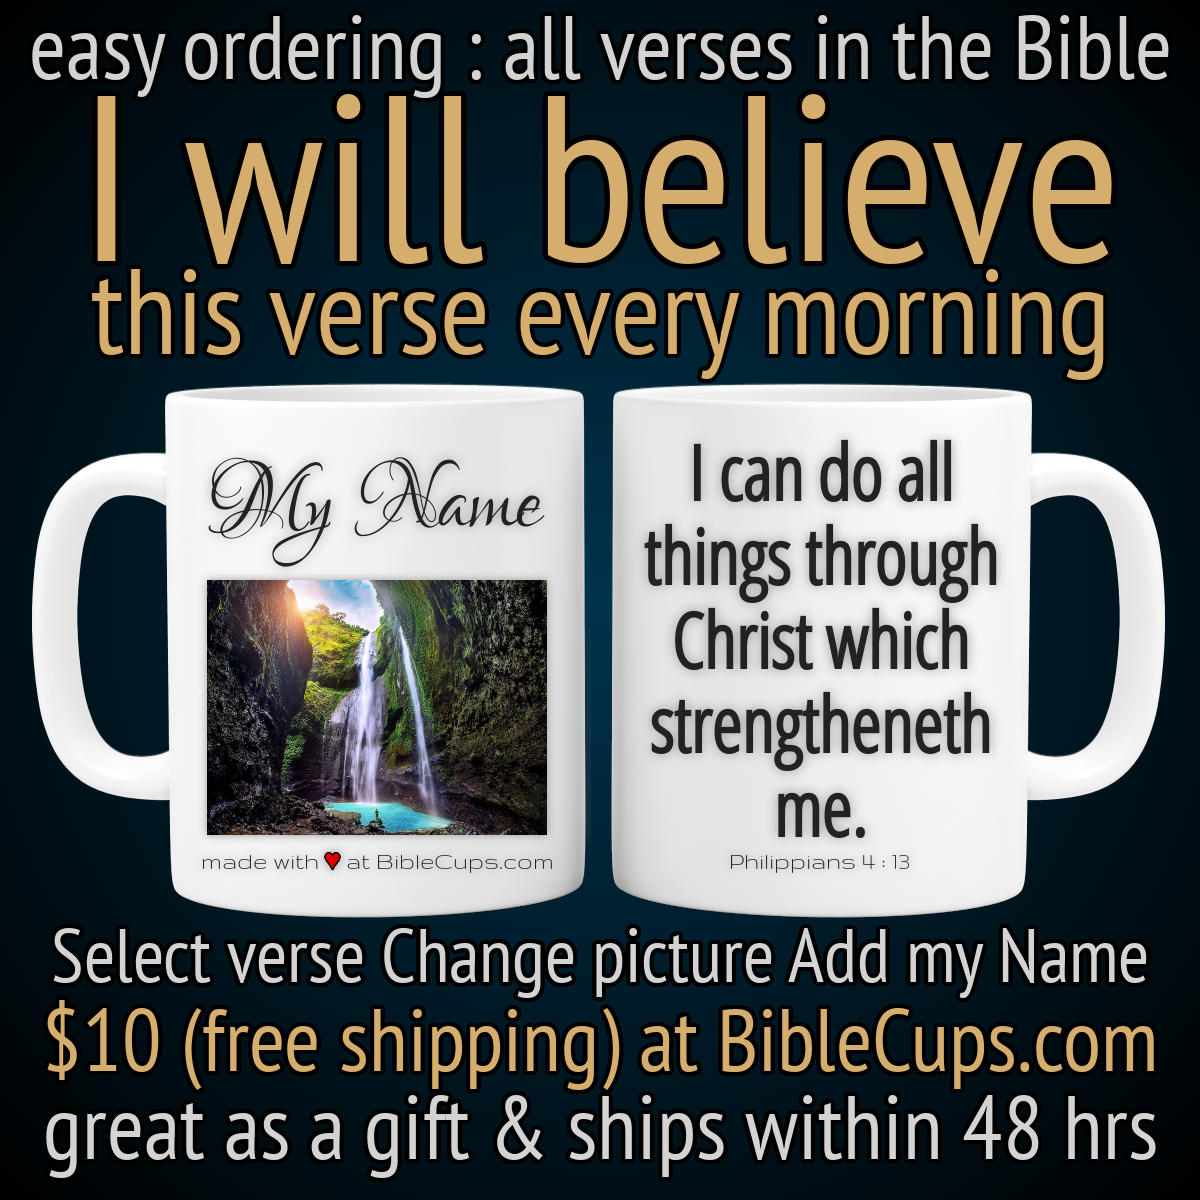 easy ordering : all verses in the Bible
I will believe
this verse every morning
My Name
made with ❤ at BibleCups.com
I can do all
things through
Christ which
strengtheneth
me.
Philippians 4 : 13
Select verse Change picture Add my Name
$10 (free shipping) at BibleCups.com
great as a gift & ships within 48 hrs